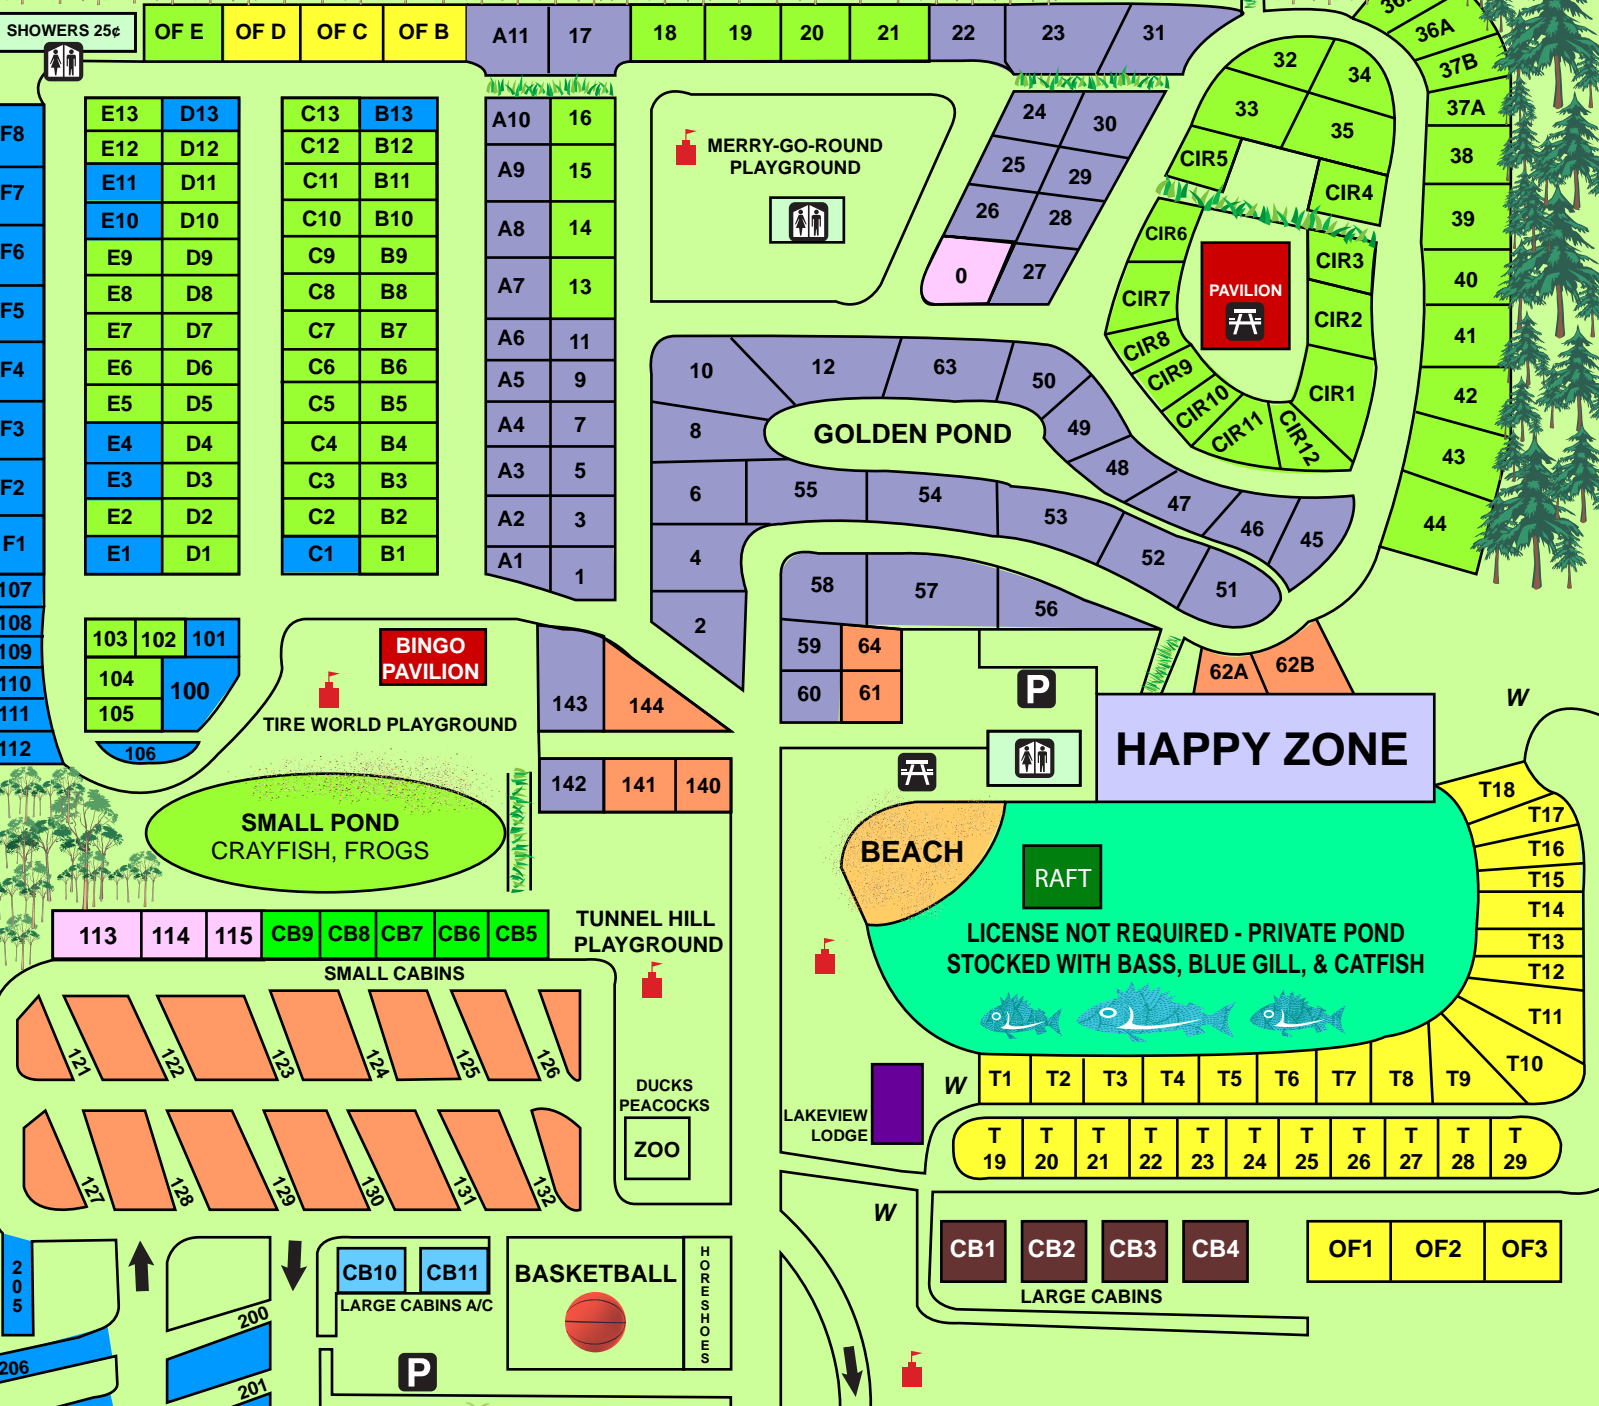 SHOWERS 25¢
OF E
OF D
OF C
OF B
A11
17
18
19
20
21
22
23
31
36A
37B
37A
38
39
40
41
42
43
44
32
34
33
35
CIR5
CIR4
CIR6
CIR3
CIR7
CIR2
CIR8
CIR9
CIR10
CIR11
CIR12
CIR1
PAVILION
24
30
25
29
26
28
0
27
MERRY-GO-ROUND
PLAYGROUND
F8
F7
F6
F5
F4
F3
F2
F1
107
108
109
110
111
112
E13
D13
E12
D12
E11
D11
E10
D10
E9
D9
E8
D8
E7
D7
E6
D6
E5
D5
E4
D4
E3
D3
E2
D2
E1
D1
C13
B13
C12
B12
C11
B11
C10
B10
C9
B9
C8
B8
C7
B7
C6
B6
C5
B5
C4
B4
C3
B3
C2
B2
C1
B1
A10
16
A9
15
A8
14
A7
13
A6
11
A5
9
A4
7
A3
5
A2
3
A1
1
10
12
63
50
8
GOLDEN POND
49
48
47
46
45
6
55
54
53
52
51
4
2
58
57
56
59
64
60
61
62A
62B
103
102
101
104
100
105
106
BINGO
PAVILION
TIRE WORLD PLAYGROUND
143
144
142
141
140
P
HAPPY ZONE
W
SMALL POND
CRAYFISH, FROGS
BEACH
RAFT
LICENSE NOT REQUIRED - PRIVATE POND
STOCKED WITH BASS, BLUE GILL, & CATFISH
T18
T17
T16
T15
T14
T13
T12
T11
T10
T9
T8
T7
T6
T5
T4
T3
T2
T1
W
113
114
115
CB9
CB8
CB7
CB6
CB5
SMALL CABINS
TUNNEL HILL
PLAYGROUND
121
122
123
124
125
126
127
128
129
130
131
132
DUCKS
PEACOCKS
ZOO
LAKEVIEW
LODGE
T
19
T
20
T
21
T
22
T
23
T
24
T
25
T
26
T
27
T
28
T
29
W
CB1
CB2
CB3
CB4
LARGE CABINS
OF1
OF2
OF3
205
206
200
201
CB10
CB11
LARGE CABINS A/C
BASKETBALL
HORESHOES
P